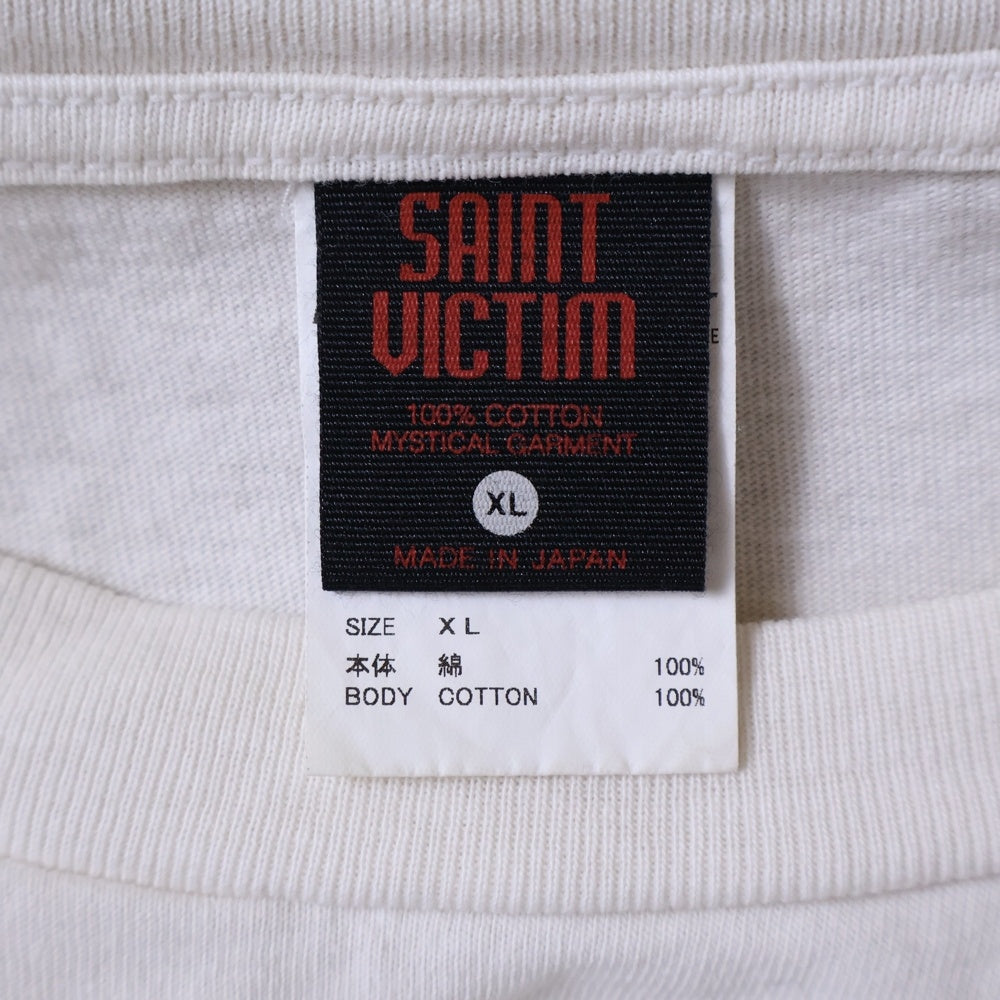 SAINT
VICTIM
100% COTTON
MYSTICAL GARMENT
XL
MADE IN JAPAN
SIZE XL
本体 綿 100%
BODY COTTON 100%